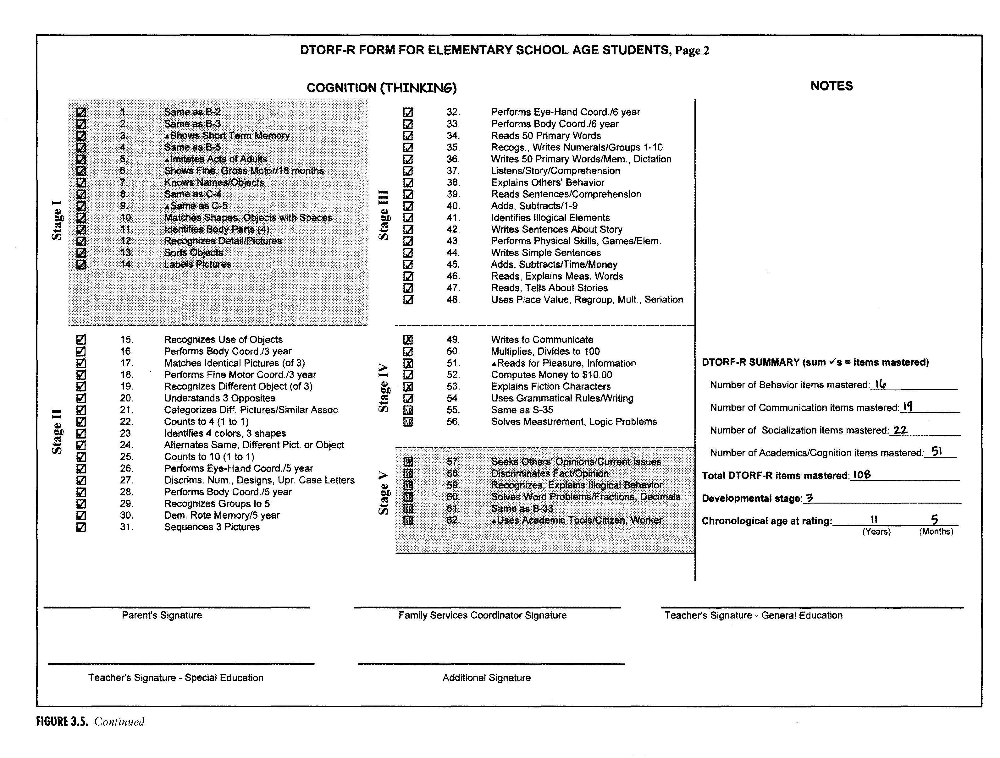 DTORF-R FORM FOR ELEMENTARY SCHOOL AGE STUDENTS, Page 2
COGNITION (THINKING)
Stage I
1. Same as B-2
2. Same as B-3
3. ▲Shows Short Term Memory
4. Same as B-5
5. ▲Imitates Acts of Adults
6. Shows Fine, Gross Motor/18 months
7. Knows Names/Objects
8. Same as C-4
9. ▲Same as C-5
10. Matches Shapes, Objects with Spaces
11. Identifies Body Parts (4)
12. Recognizes Detail/Pictures
13. Sorts Objects
14. Labels Pictures
Stage II
15. Recognizes Use of Objects
16. Performs Body Coord./3 year
17. Matches Identical Pictures (of 3)
18. Performs Fine Motor Coord./3 year
19. Recognizes Different Object (of 3)
20. Understands 3 Opposites
21. Categorizes Diff. Pictures/Similar Assoc.
22. Counts to 4 (1 to 1)
23. Identifies 4 colors, 3 shapes
24. Alternates Same, Different Pict. or Object
25. Counts to 10 (1 to 1)
26. Performs Eye-Hand Coord./5 year
27. Discrims. Num., Designs, Upr. Case Letters
28. Performs Body Coord./5 year
29. Recognizes Groups to 5
30. Dem. Rote Memory/5 year
31. Sequences 3 Pictures
Stage III
32. Performs Eye-Hand Coord./6 year
33. Performs Body Coord./6 year
34. Reads 50 Primary Words
35. Recogs., Writes Numerals/Groups 1-10
36. Writes 50 Primary Words/Mem., Dictation
37. Listens/Story/Comprehension
38. Explains Others' Behavior
39. Reads Sentences/Comprehension
40. Adds, Subtracts/1-9
41. Identifies Illogical Elements
42. Writes Sentences About Story
43. Performs Physical Skills, Games/Elem.
44. Writes Simple Sentences
45. Adds, Subtracts/Time/Money
46. Reads, Explains Meas. Words
47. Reads, Tells About Stories
48. Uses Place Value, Regroup, Mult., Seriation
Stage IV
X 49. Writes to Communicate
50. Multiplies, Divides to 100
X 51. ▲Reads for Pleasure, Information
52. Computes Money to $10.00
X 53. Explains Fiction Characters
54. Uses Grammatical Rules/Writing
NR 55. Same as S-35
NR 56. Solves Measurement, Logic Problems
Stage V
NR 57. Seeks Others' Opinions/Current Issues
NR 58. Discriminates Fact/Opinion
NR 59. Recognizes, Explains Illogical Behavior
NR 60. Solves Word Problems/Fractions, Decimals
NR 61. Same as B-33
NR 62. ▲Uses Academic Tools/Citizen, Worker
NOTES
DTORF-R SUMMARY (sum ✓s = items mastered)
Number of Behavior items mastered: 16
Number of Communication items mastered: 19
Number of Socialization items mastered: 22
Number of Academics/Cognition items mastered: 51
Total DTORF-R items mastered: 108
Developmental stage: 3
Chronological age at rating: 11 5
(Years) (Months)
Parent's Signature
Family Services Coordinator Signature
Teacher's Signature - General Education
Teacher's Signature - Special Education
Additional Signature
FIGURE 3.5. Continued.